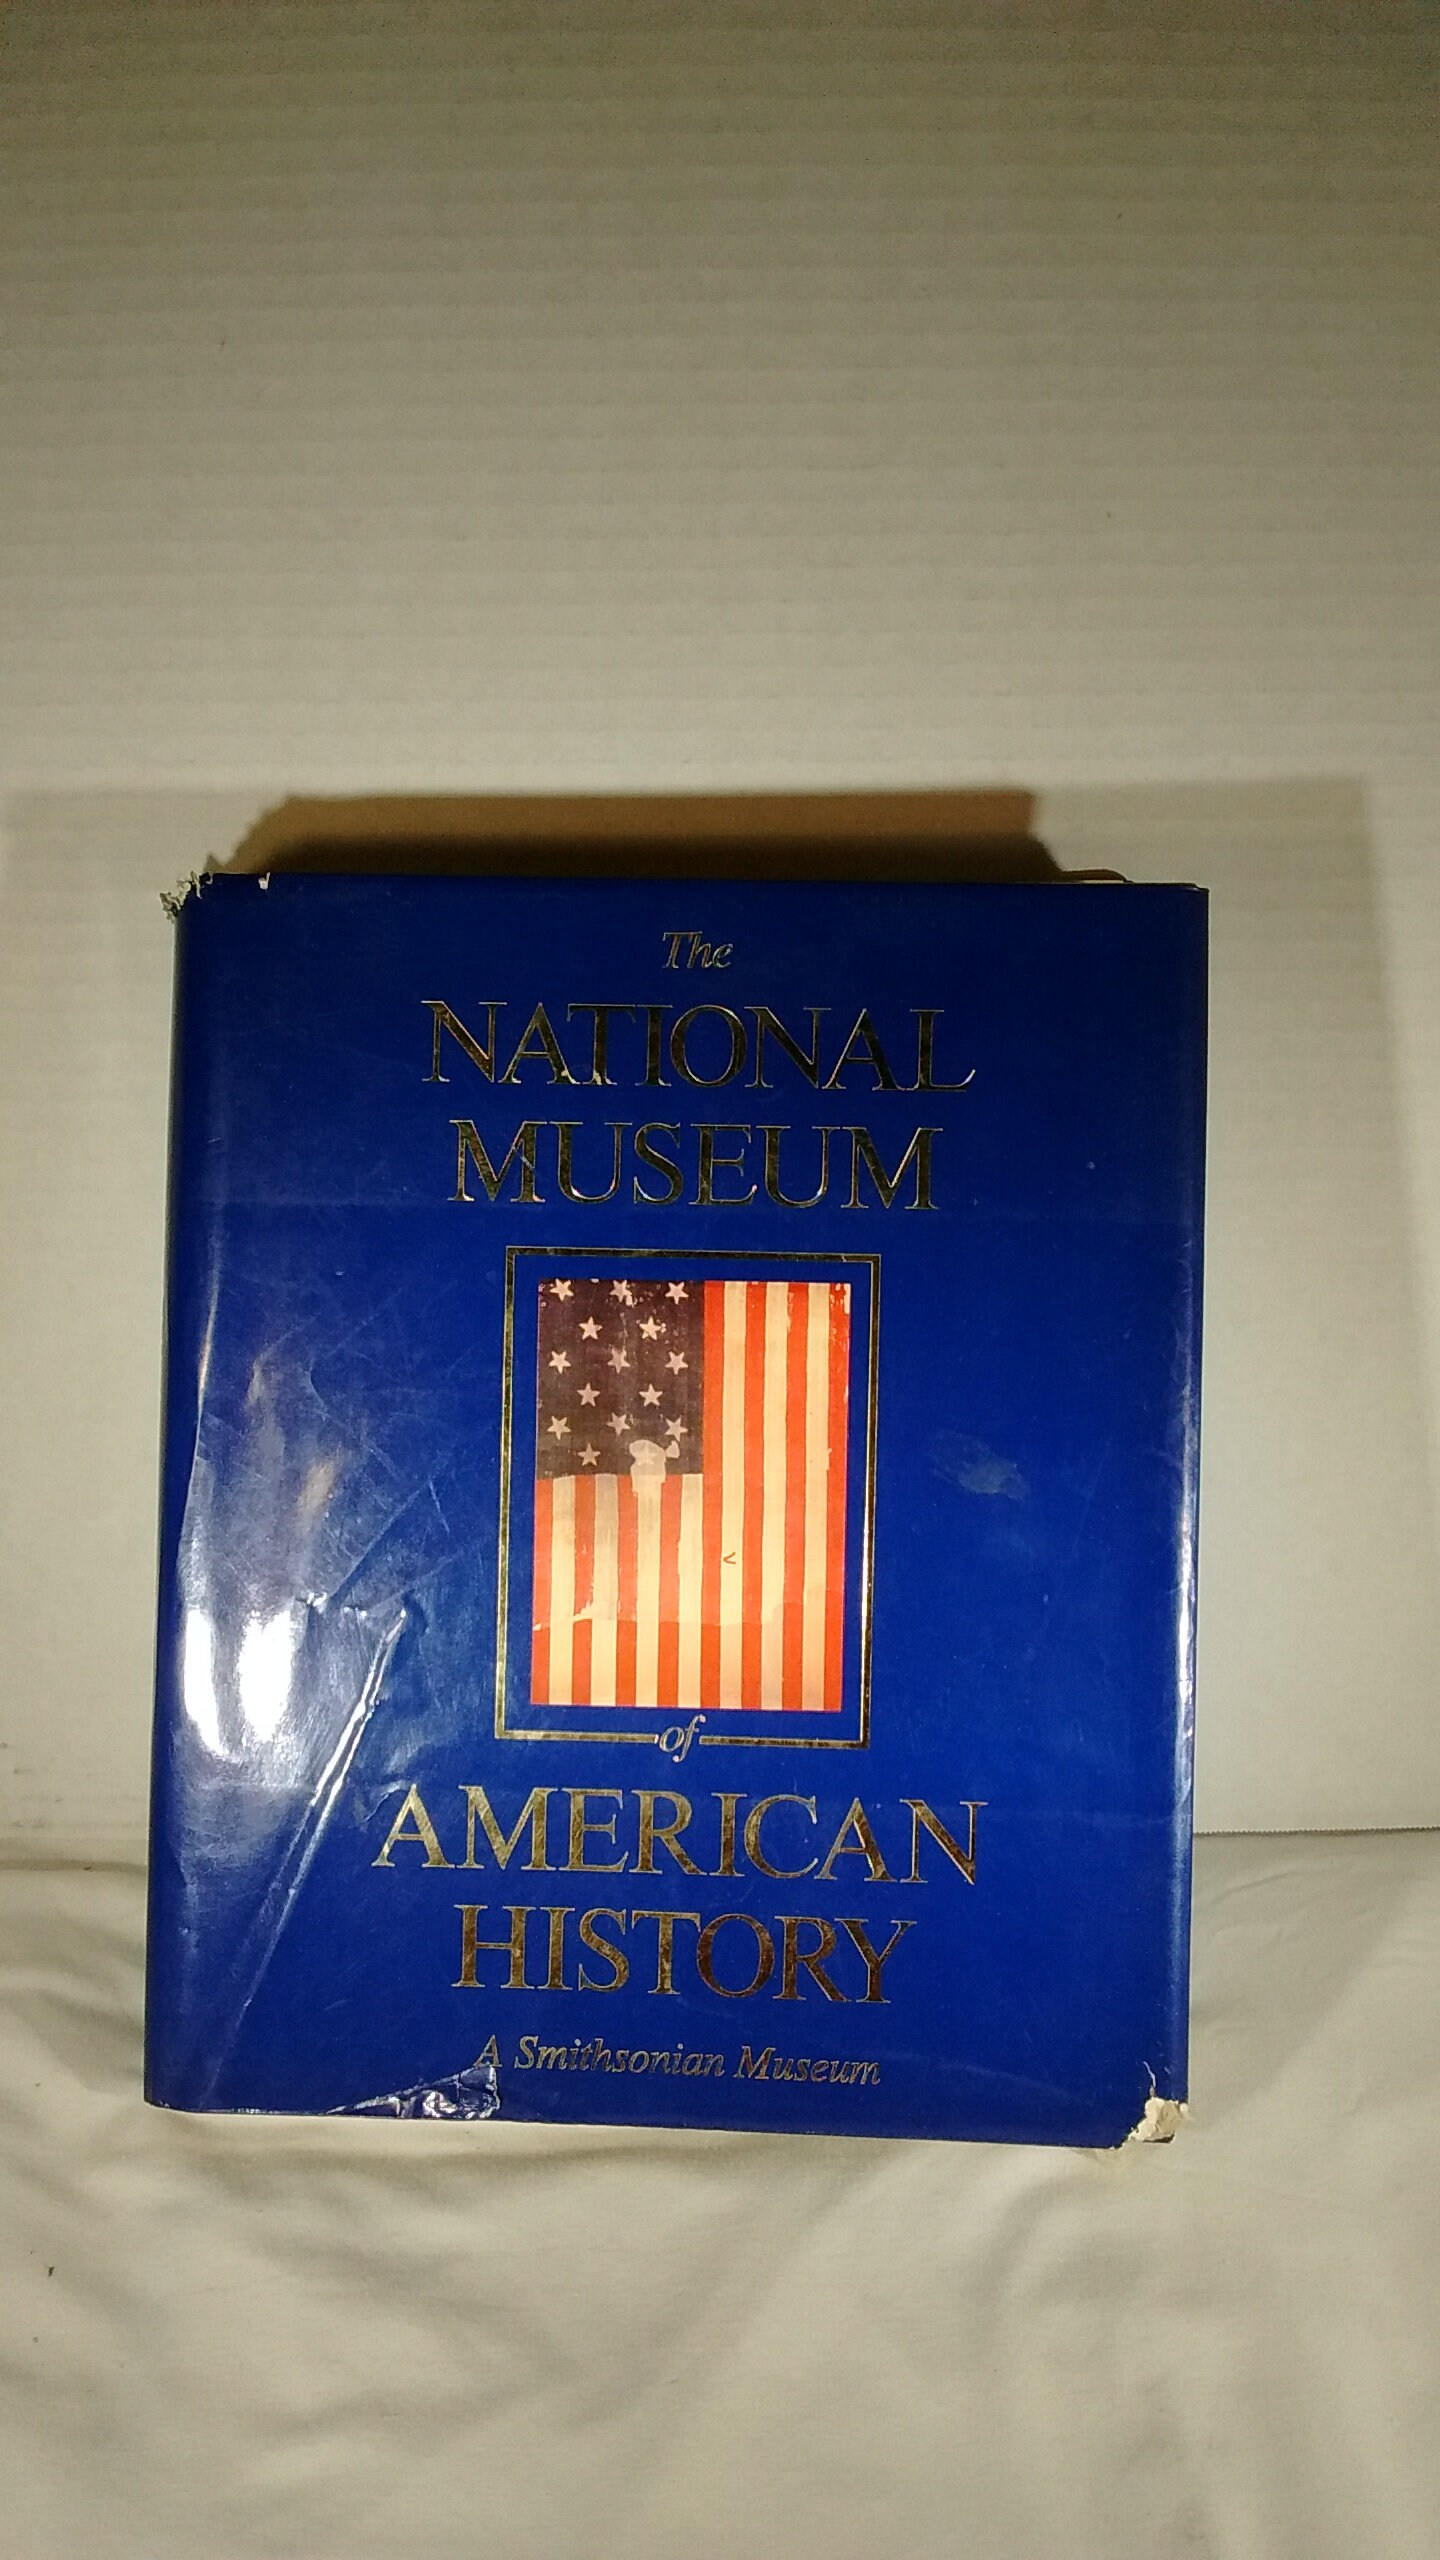 The
NATIONAL
MUSEUM
of
AMERICAN
HISTORY
A Smithsonian Museum